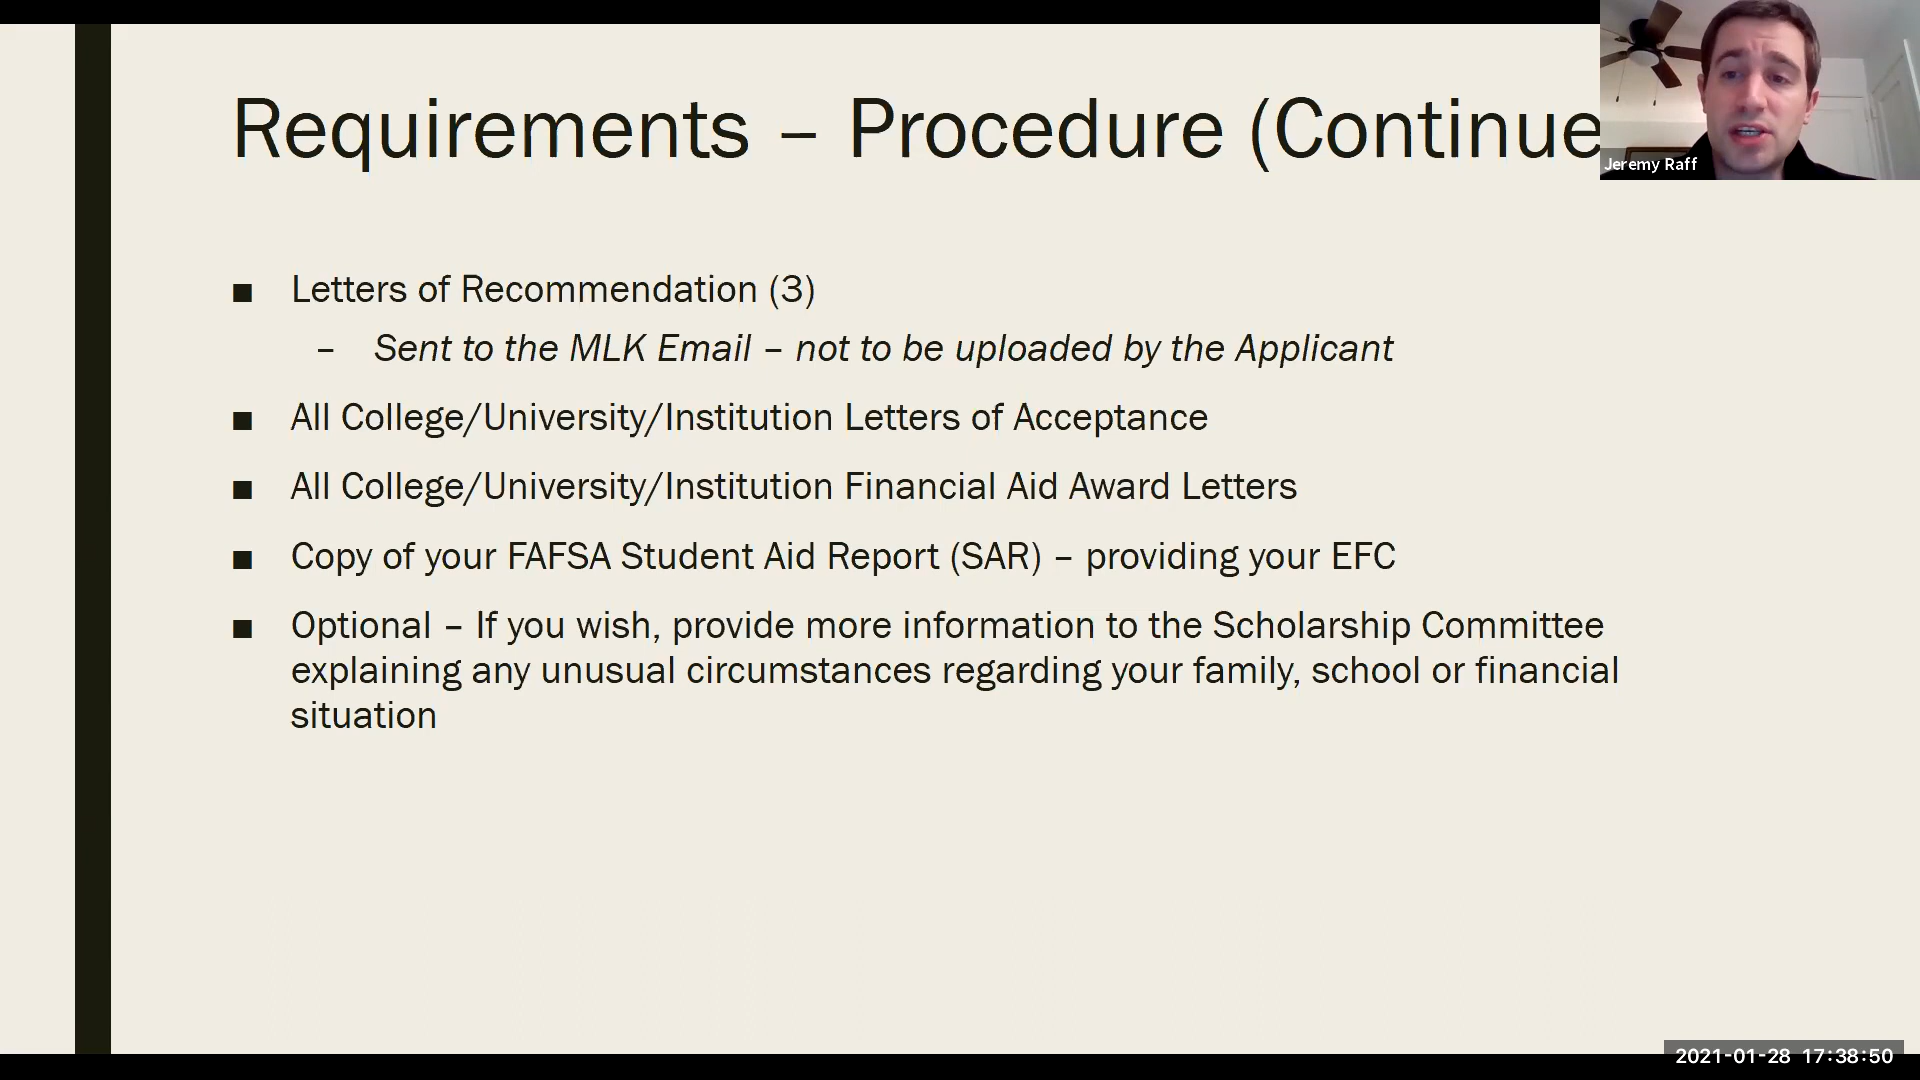 Requirements – Procedure (Continue
Jeremy Raff
■ Letters of Recommendation (3)
– Sent to the MLK Email – not to be uploaded by the Applicant
■ All College/University/Institution Letters of Acceptance
■ All College/University/Institution Financial Aid Award Letters
■ Copy of your FAFSA Student Aid Report (SAR) – providing your EFC
■ Optional – If you wish, provide more information to the Scholarship Committee
explaining any unusual circumstances regarding your family, school or financial
situation
2021-01-28 17:38:50